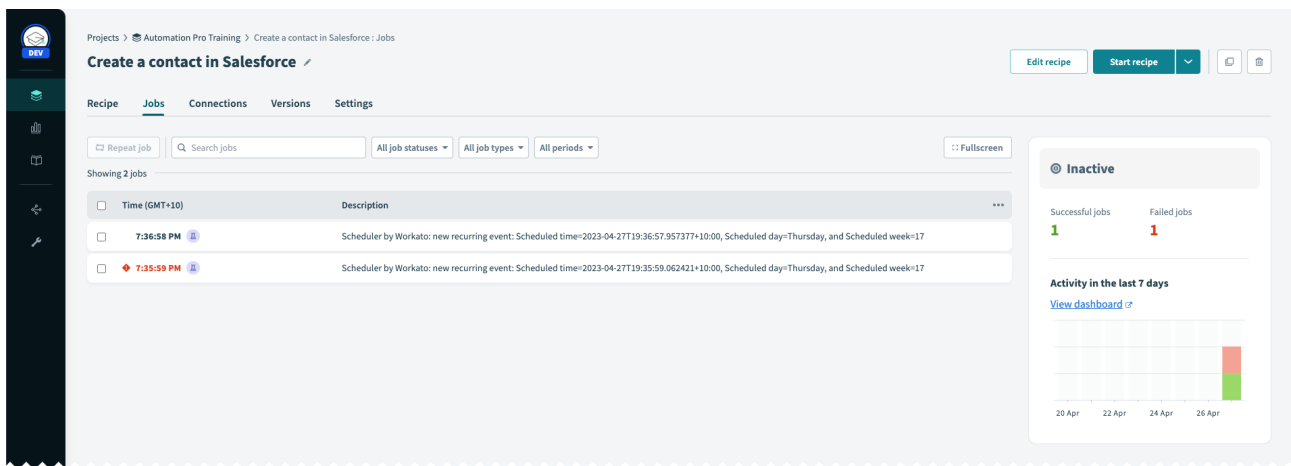 DEV
Projects > Automation Pro Training > Create a contact in Salesforce : Jobs
Create a contact in Salesforce
Edit recipe
Start recipe
Recipe Jobs Connections Versions Settings
Repeat job
Search jobs
All job statuses
All job types
All periods
Fullscreen
Showing 2 jobs
Time (GMT+10) Description
7:36:58 PM Scheduler by Workato: new recurring event: Scheduled time=2023-04-27T19:36:57.957377+10:00, Scheduled day=Thursday, and Scheduled week=17
7:35:59 PM Scheduler by Workato: new recurring event: Scheduled time=2023-04-27T19:35:59.062421+10:00, Scheduled day=Thursday, and Scheduled week=17
Inactive
Successful jobs Failed jobs
1 1
Activity in the last 7 days
View dashboard
20 Apr 22 Apr 24 Apr 26 Apr